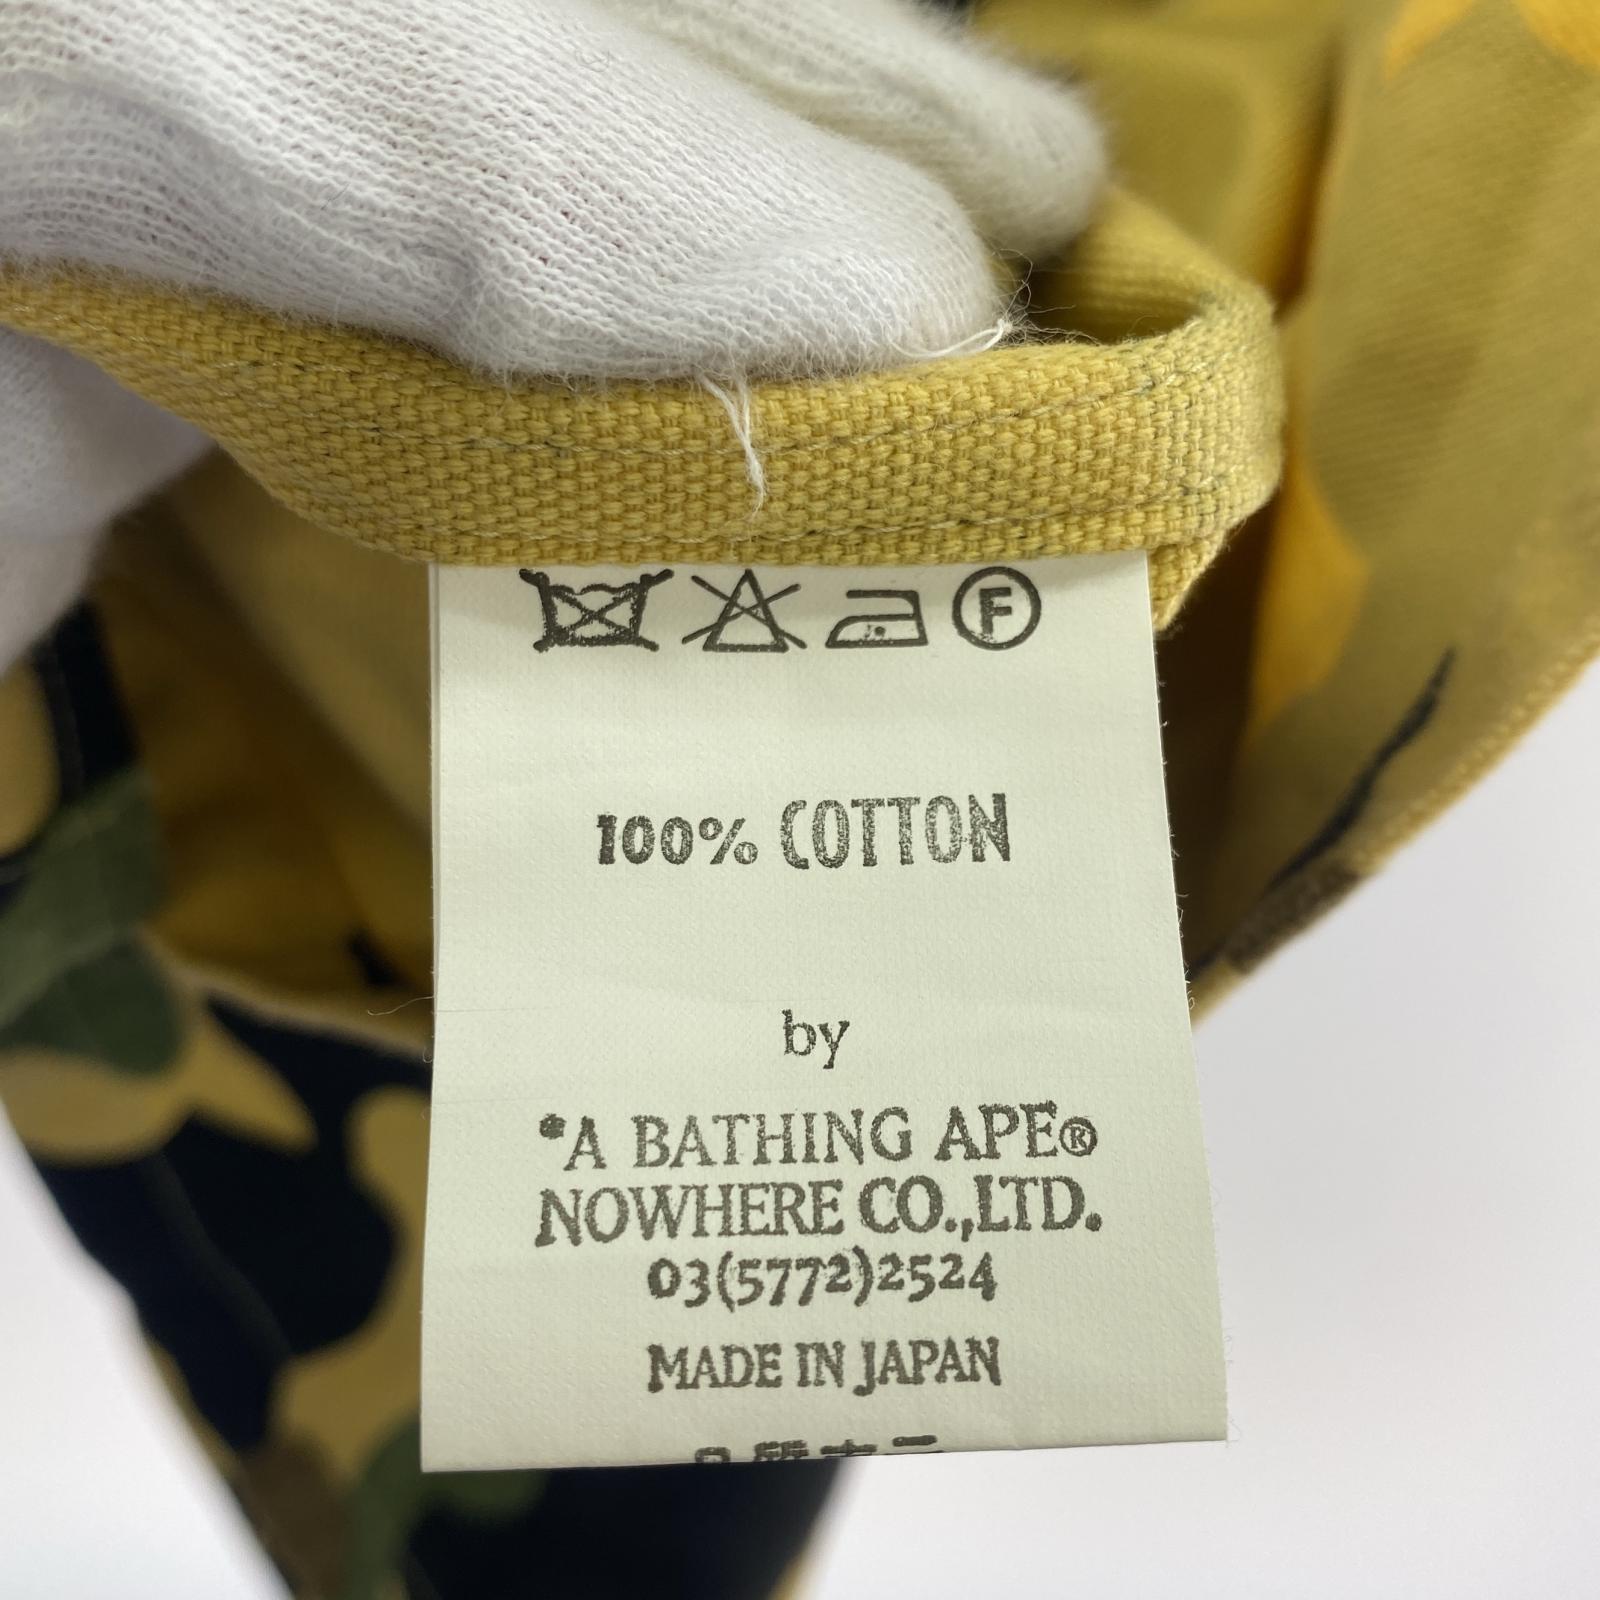 F
100% COTTON
by
*A BATHING APE®
NOWHERE CO.,LTD.
03(5772)2524
MADE IN JAPAN